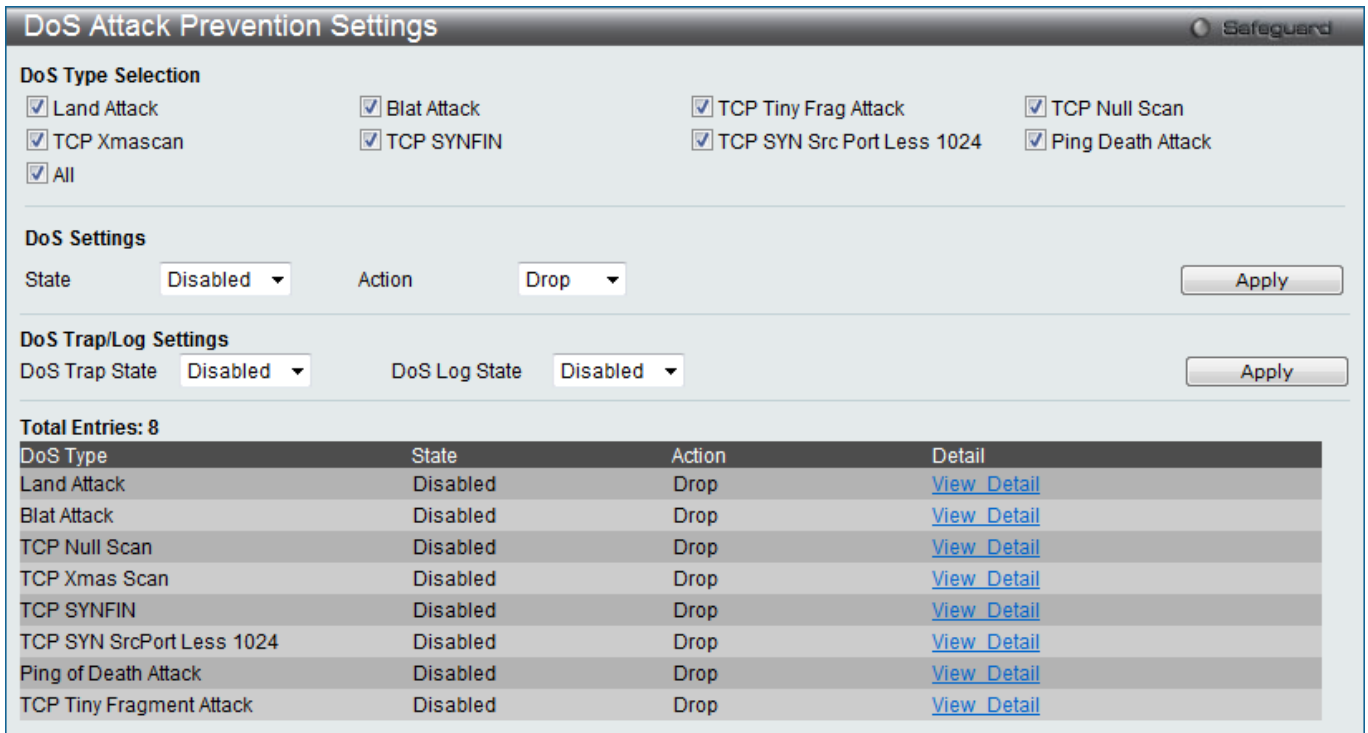 DoS Attack Prevention Settings Safeguard
DoS Type Selection
Land Attack Blat Attack TCP Tiny Frag Attack TCP Null Scan
TCP Xmascan TCP SYNFIN TCP SYN Src Port Less 1024 Ping Death Attack
All
DoS Settings
State Disabled Action Drop Apply
DoS Trap/Log Settings
DoS Trap State Disabled DoS Log State Disabled Apply
Total Entries: 8
DoS Type State Action Detail
Land Attack Disabled Drop View Detail
Blat Attack Disabled Drop View Detail
TCP Null Scan Disabled Drop View Detail
TCP Xmas Scan Disabled Drop View Detail
TCP SYNFIN Disabled Drop View Detail
TCP SYN SrcPort Less 1024 Disabled Drop View Detail
Ping of Death Attack Disabled Drop View Detail
TCP Tiny Fragment Attack Disabled Drop View Detail